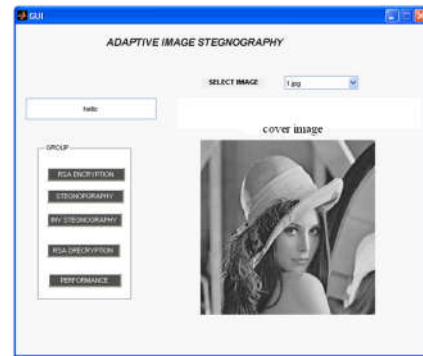 GUI
ADAPTIVE IMAGE STEGNOGRAPHY
SELECT IMAGE
1.jpg
hello
cover image
GROUP
RSA ENCRYPTION
STEGNOGRAPHY
INV STEGNOGRAPHY
RSA DRECRYPTION
PERFORMANCE